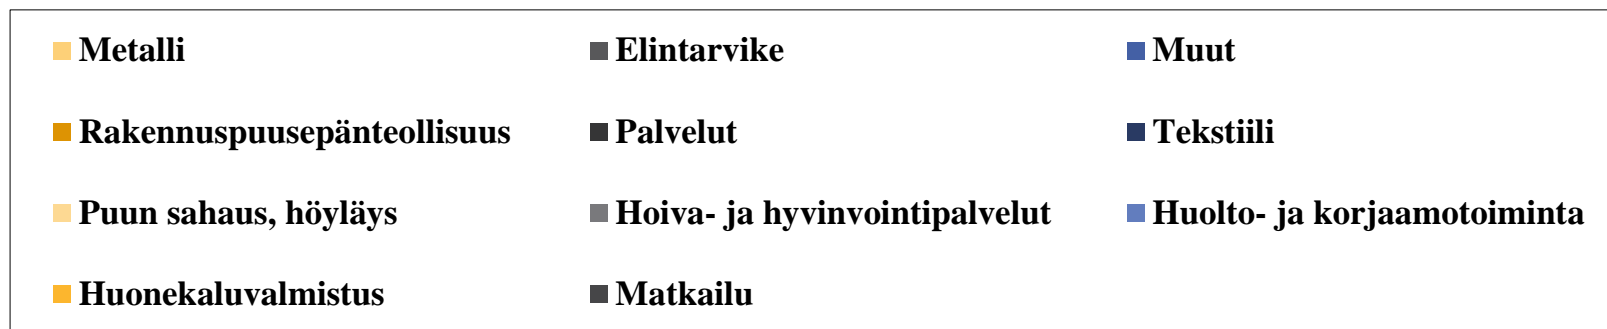 Metalli Elintarvike Muut
Rakennuspuusepänteollisuus Palvelut Tekstiili
Puun sahaus, höyläys Hoiva- ja hyvinvointipalvelut Huolto- ja korjaamotoiminta
Huonekaluvalmistus Matkailu